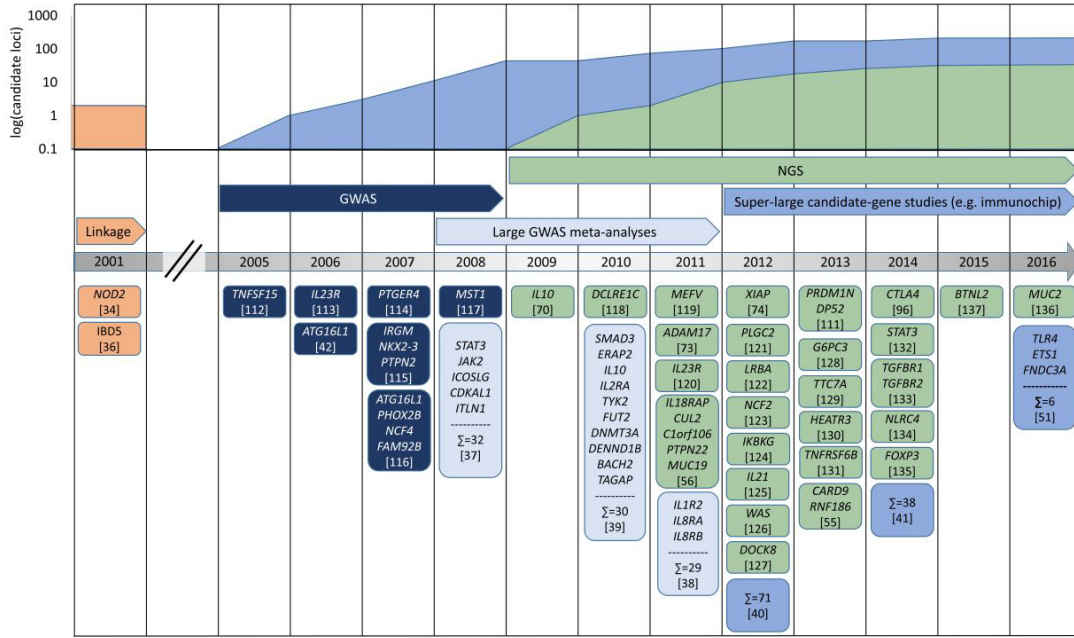 log(candidate loci)
1000
100
10
1
0.1
NGS
GWAS
Super-large candidate-gene studies (e.g. immunochip)
Linkage
Large GWAS meta-analyses
2001
2005
2006
2007
2008
2009
2010
2011
2012
2013
2014
2015
2016
NOD2
[34]
IBD5
[36]
TNFSF15
[112]
IL23R
[113]
ATG16L1
[42]
PTGER4
[114]
IRGM
NKX2-3
PTPN2
[115]
ATG16L1
PHOX2B
NCF4
FAM92B
[116]
MST1
[117]
STAT3
JAK2
ICOSLG
CDKAL1
ITLN1
----------
∑=32
[37]
IL10
[70]
DCLRE1C
[118]
SMAD3
ERAP2
IL10
IL2RA
TYK2
FUT2
DNMT3A
DENND1B
BACH2
TAGAP
----------
∑=30
[39]
MEFV
[119]
ADAM17
[73]
IL23R
[120]
IL18RAP
CUL2
C1orf106
PTPN22
MUC19
[56]
IL1R2
IL8RA
IL8RB
----------
∑=29
[38]
XIAP
[74]
PLGC2
[121]
LRBA
[122]
NCF2
[123]
IKBKG
[124]
IL21
[125]
WAS
[126]
DOCK8
[127]
∑=71
[40]
PRDM1N
DP52
[111]
G6PC3
[128]
TTC7A
[129]
HEATR3
[130]
TNFRSF6B
[131]
CARD9
RNF186
[55]
CTLA4
[96]
STAT3
[132]
TGFBR1
TGFBR2
[133]
NLRC4
[134]
FOXP3
[135]
∑=38
[41]
BTNL2
[137]
MUC2
[136]
TLR4
ETS1
FNDC3A
-----------
∑=6
[51]